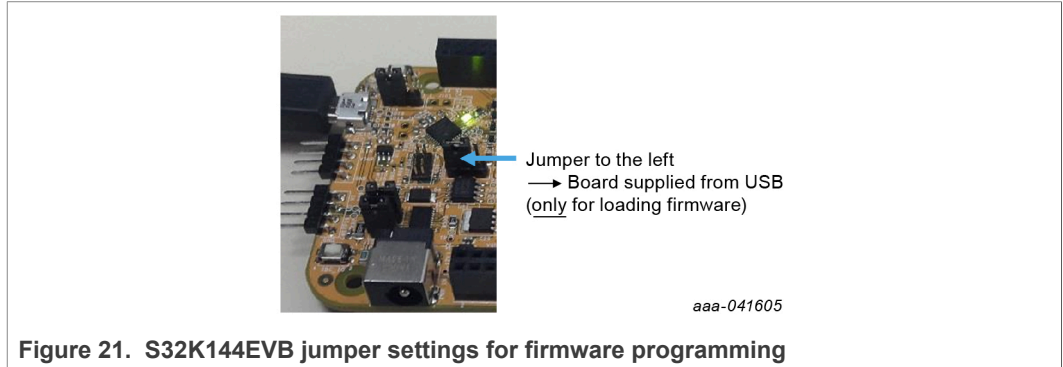 Jumper to the left
→ Board supplied from USB
(only for loading firmware)
aaa-041605
Figure 21. S32K144EVB jumper settings for firmware programming